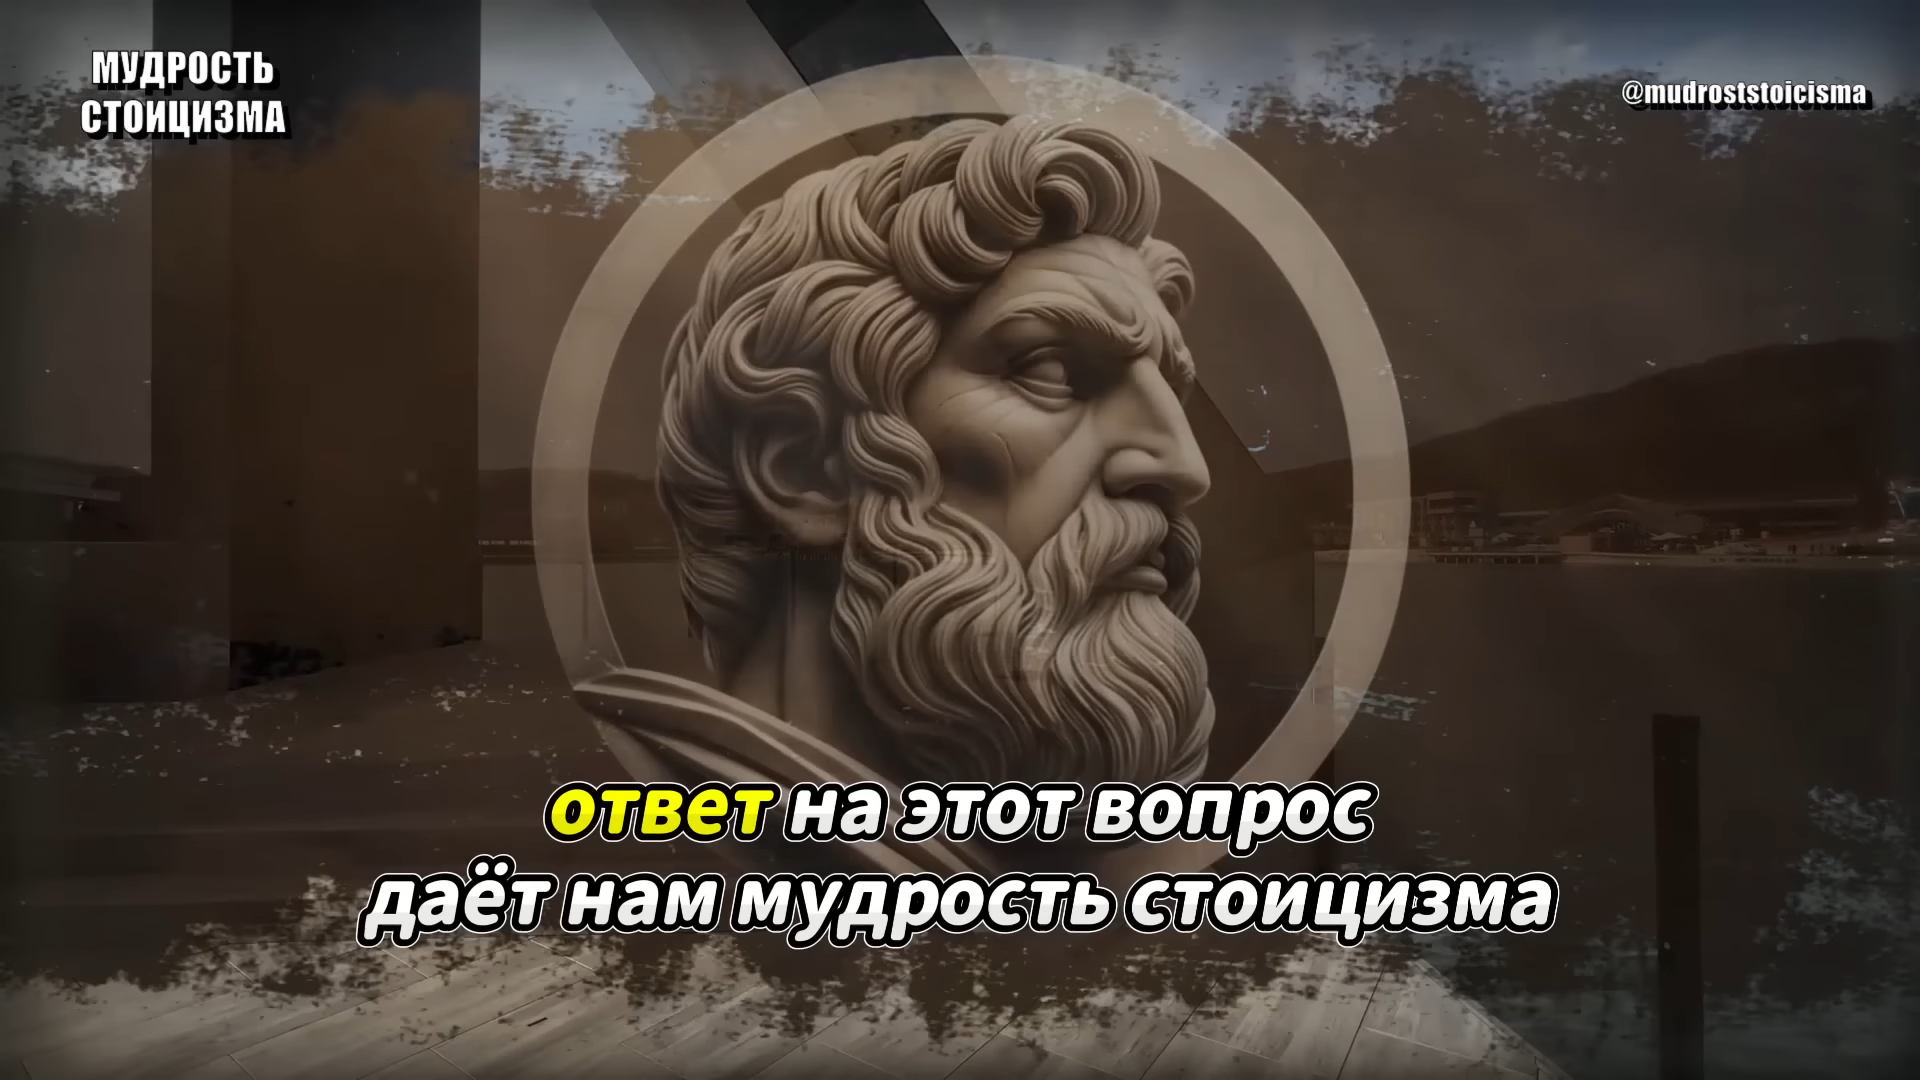 МУДРОСТЬ
СТОИЦИЗМА
@mudroststoicisma
ответ на этот вопрос
даёт нам мудрость стоицизма